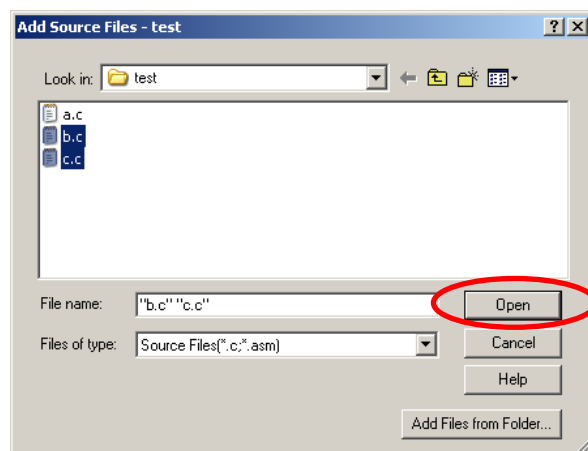 Add Source Files - test
Look in: test
a.c
b.c
c.c
File name: "b.c" "c.c" Open
Files of type: Source Files(*.c;*.asm) Cancel
Help
Add Files from Folder...